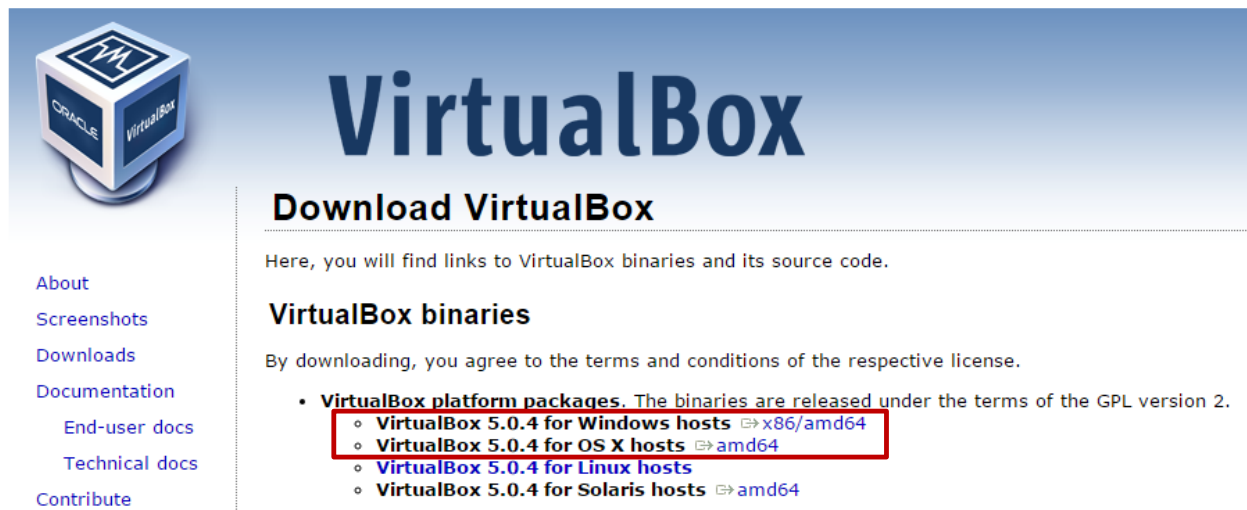 ORACLE
VirtualBox
VirtualBox
Download VirtualBox
Here, you will find links to VirtualBox binaries and its source code.
About
Screenshots
Downloads
Documentation
End-user docs
Technical docs
Contribute
VirtualBox binaries
By downloading, you agree to the terms and conditions of the respective license.
• VirtualBox platform packages. The binaries are released under the terms of the GPL version 2.
◦ VirtualBox 5.0.4 for Windows hosts x86/amd64
◦ VirtualBox 5.0.4 for OS X hosts amd64
◦ VirtualBox 5.0.4 for Linux hosts
◦ VirtualBox 5.0.4 for Solaris hosts amd64